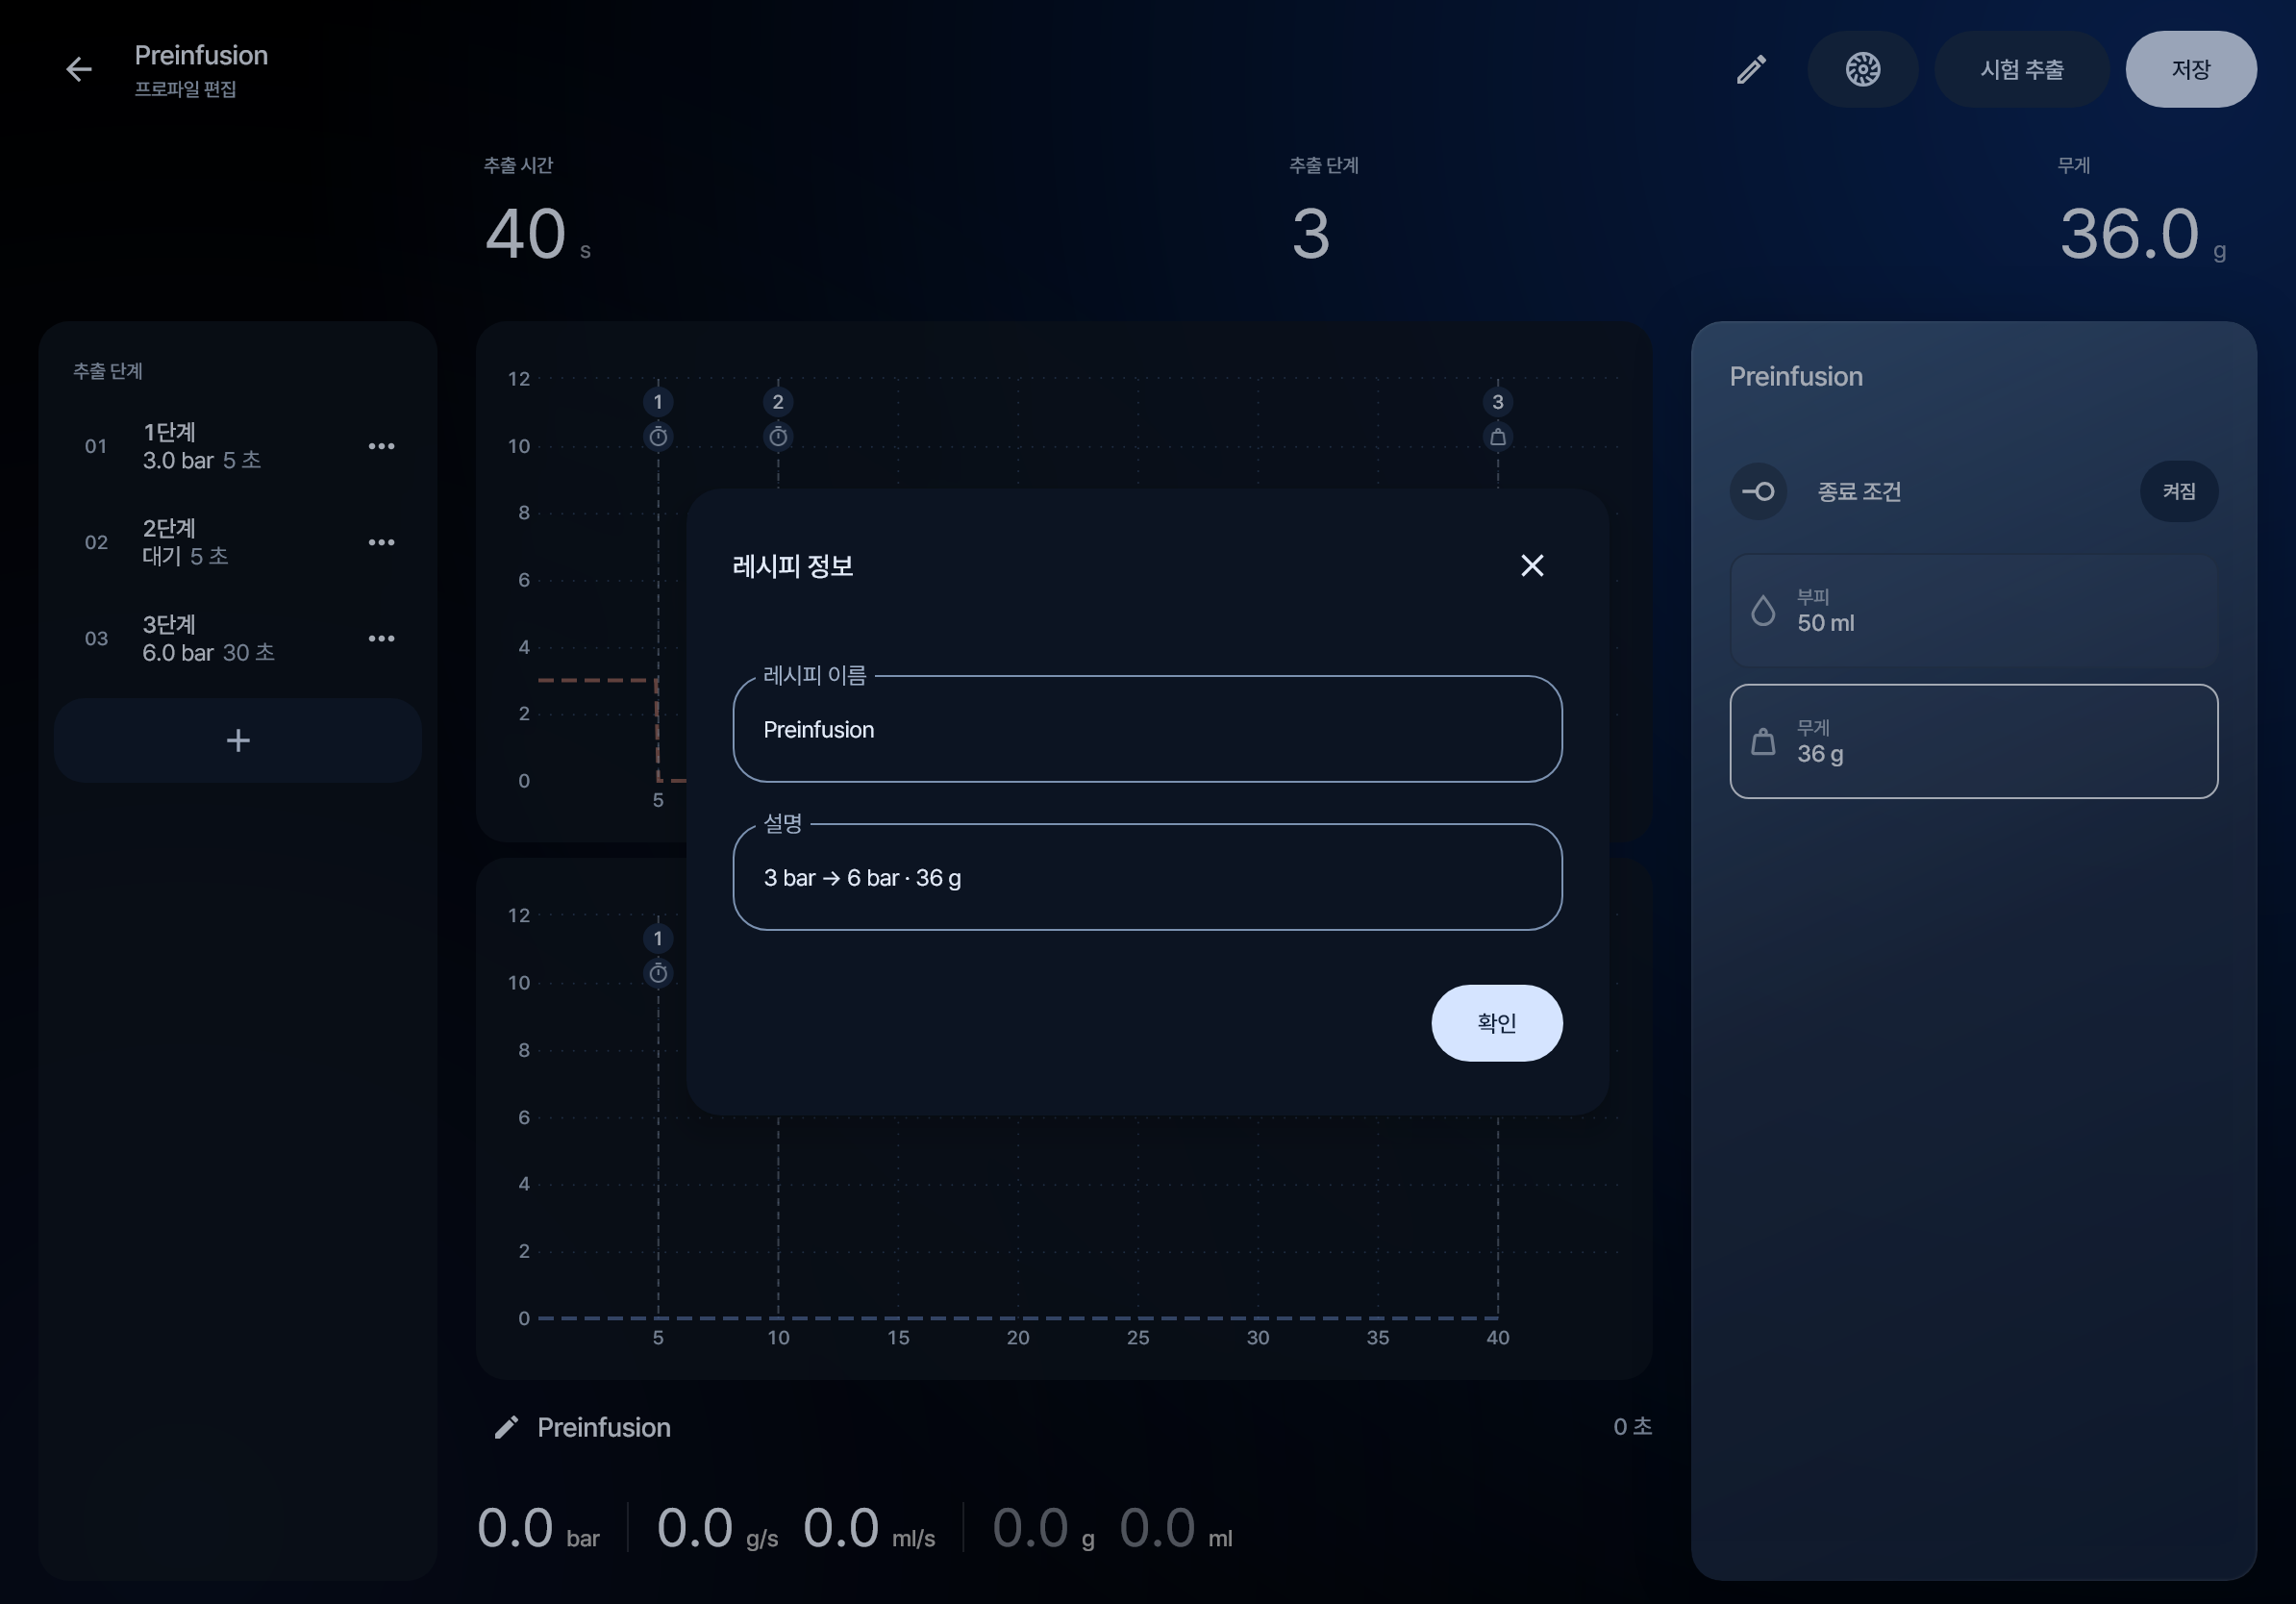 Preinfusion
프로파일 편집
시험 추출
저장
추출 시간
40 s
추출 단계
3
무게
36.0 g
추출 단계
01
1단계
3.0 bar 5 초
02
2단계
대기 5 초
03
3단계
6.0 bar 30 초
+
12
10
8
6
4
2
0
1
2
3
5
레시피 정보
레시피 이름
Preinfusion
설명
3 bar → 6 bar · 36 g
확인
12
10
8
6
4
2
0
1
5
10
15
20
25
30
35
40
Preinfusion
0 초
0.0 bar
0.0 g/s
0.0 ml/s
0.0 g
0.0 ml
Preinfusion
종료 조건
켜짐
부피
50 ml
무게
36 g